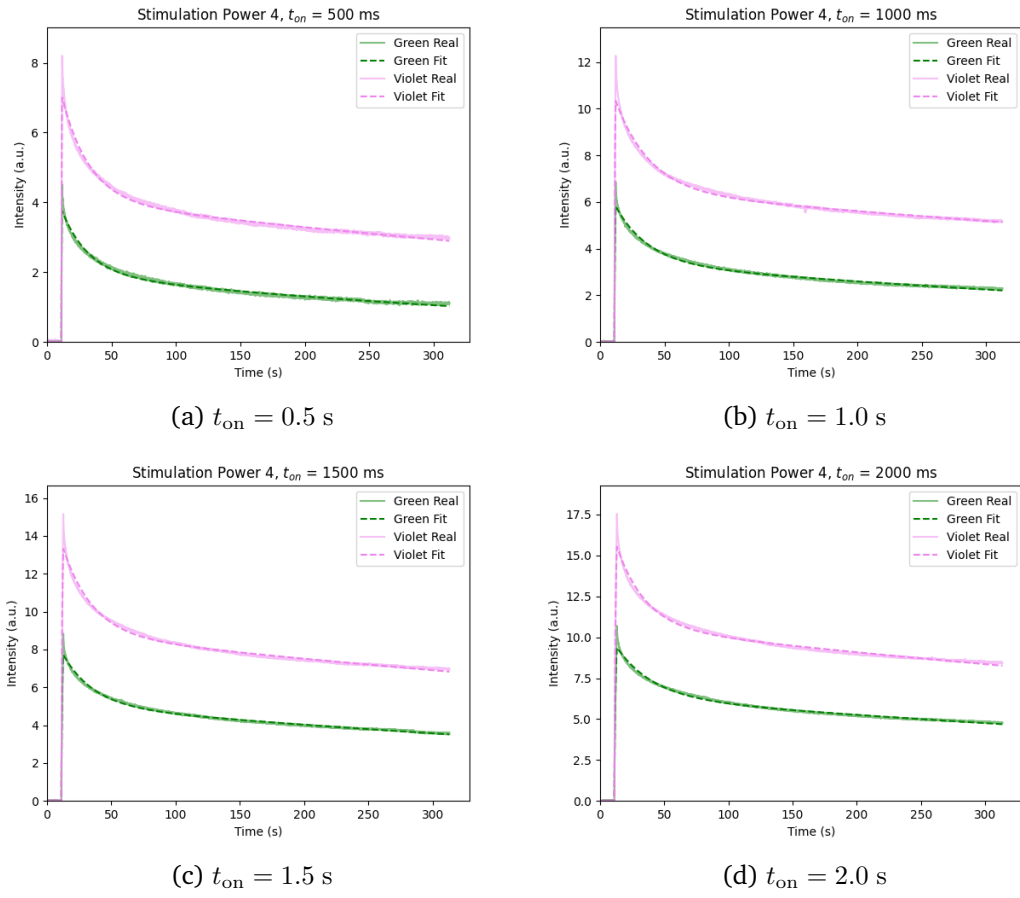 Stimulation Power 4, t_on = 500 ms
Intensity (a.u.)
8
6
4
2
0
Green Real
Green Fit
Violet Real
Violet Fit
0 50 100 150 200 250 300
Time (s)
(a) t_on = 0.5 s
Stimulation Power 4, t_on = 1000 ms
Intensity (a.u.)
12
10
8
6
4
2
0
Green Real
Green Fit
Violet Real
Violet Fit
0 50 100 150 200 250 300
Time (s)
(b) t_on = 1.0 s
Stimulation Power 4, t_on = 1500 ms
Intensity (a.u.)
16
14
12
10
8
6
4
2
0
Green Real
Green Fit
Violet Real
Violet Fit
0 50 100 150 200 250 300
Time (s)
(c) t_on = 1.5 s
Stimulation Power 4, t_on = 2000 ms
Intensity (a.u.)
17.5
15.0
12.5
10.0
7.5
5.0
2.5
0.0
Green Real
Green Fit
Violet Real
Violet Fit
0 50 100 150 200 250 300
Time (s)
(d) t_on = 2.0 s